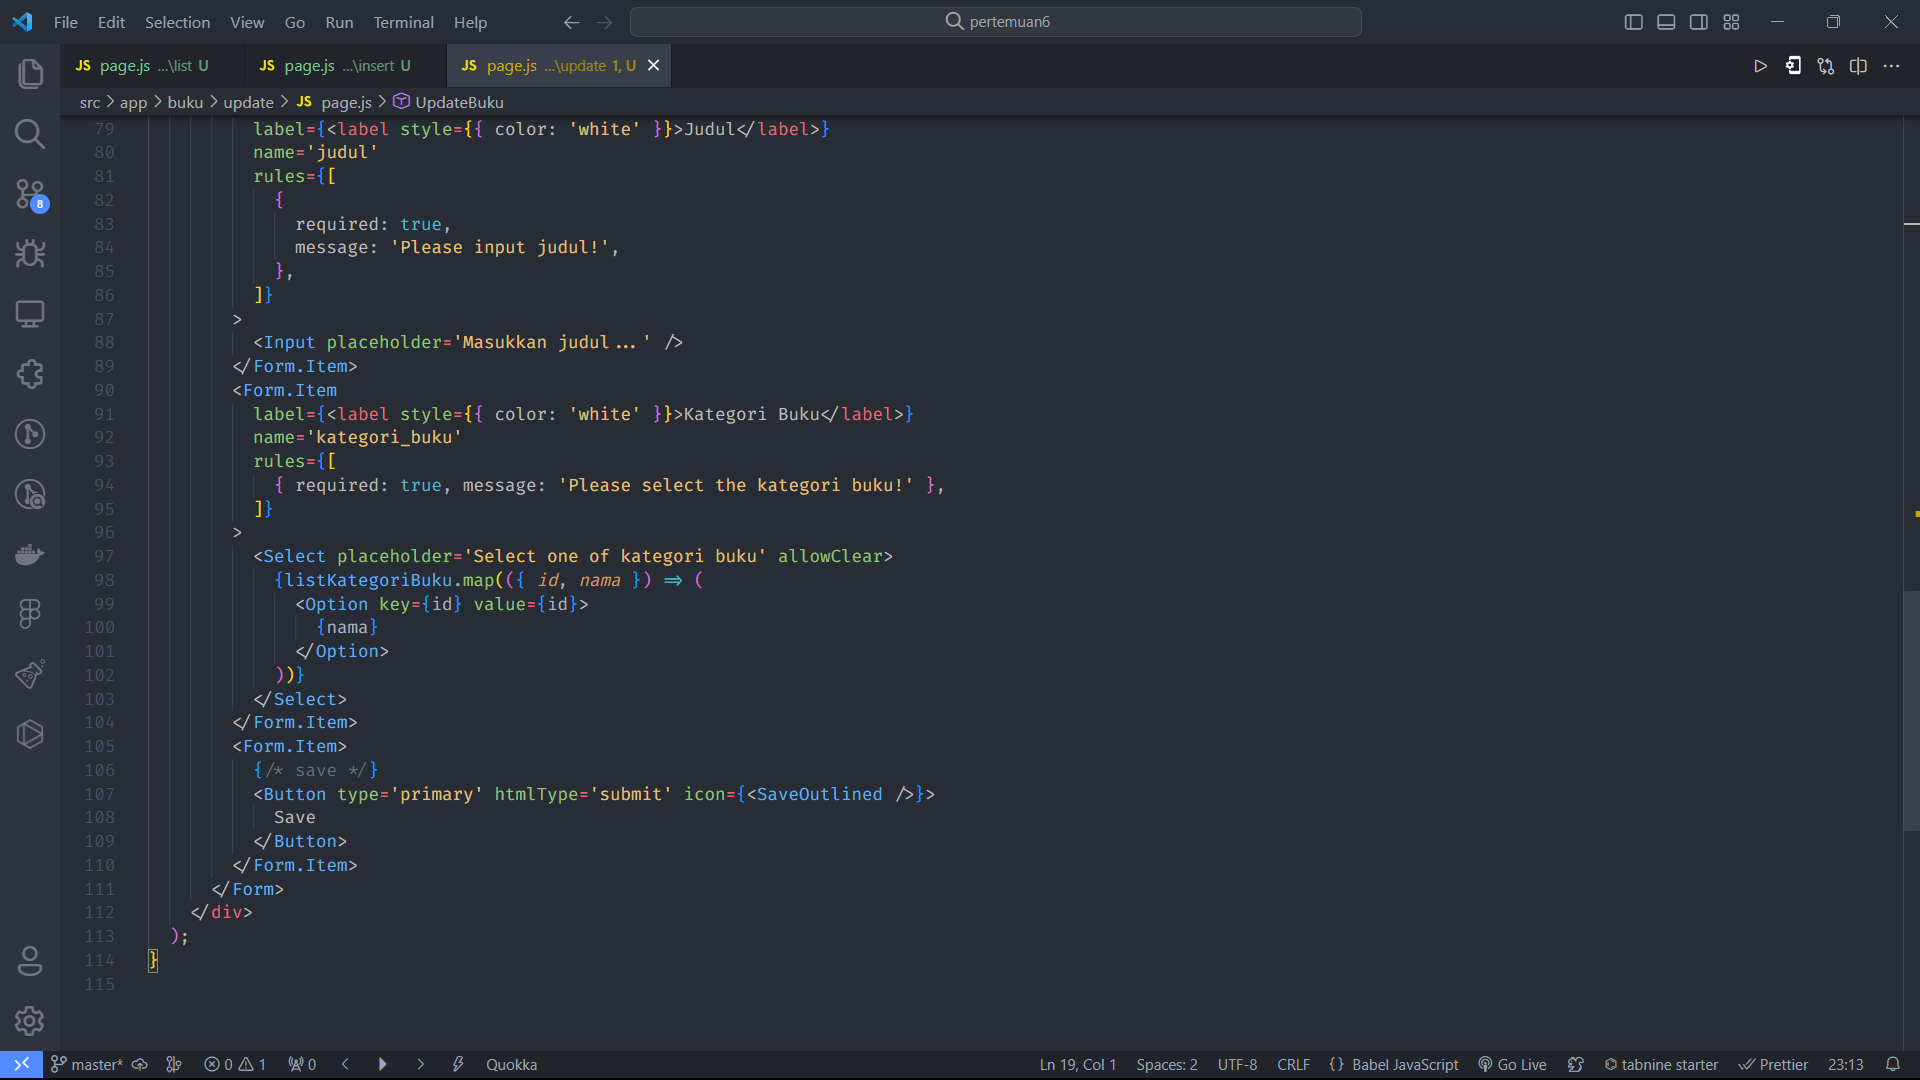 File Edit Selection View Go Run Terminal Help
pertemuan6
JS page.js ...\list U
JS page.js ...\insert U
JS page.js ...\update 1, U
src > app > buku > update > JS page.js > UpdateBuku
79 label={<label style={{ color: 'white' }}>Judul</label>}
80 name='judul'
81 rules={[
82 {
83 required: true,
84 message: 'Please input judul!',
85 },
86 ]}
87 >
88 <Input placeholder='Masukkan judul...' />
89 </Form.Item>
90 <Form.Item
91 label={<label style={{ color: 'white' }}>Kategori Buku</label>}
92 name='kategori_buku'
93 rules={[
94 { required: true, message: 'Please select the kategori buku!' },
95 ]}
96 >
97 <Select placeholder='Select one of kategori buku' allowClear>
98 {listKategoriBuku.map(({ id, nama }) => (
99 <Option key={id} value={id}>
100 {nama}
101 </Option>
102 ))}
103 </Select>
104 </Form.Item>
105 <Form.Item>
106 {/* save */}
107 <Button type='primary' htmlType='submit' icon={<SaveOutlined />}>
108 Save
109 </Button>
110 </Form.Item>
111 </Form>
112 </div>
113 );
114 }
115
8
master* 0 1 0 Quokka Ln 19, Col 1 Spaces: 2 UTF-8 CRLF {} Babel JavaScript Go Live tabnine starter Prettier 23:13